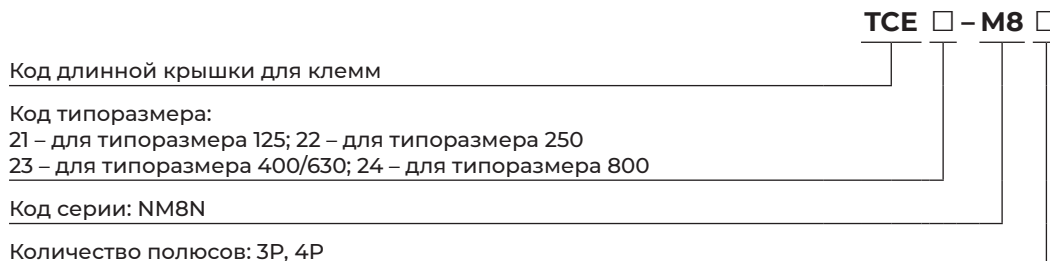 TCE □ – M8 □
Код длинной крышки для клемм
Код типоразмера:
21 – для типоразмера 125; 22 – для типоразмера 250
23 – для типоразмера 400/630; 24 – для типоразмера 800
Код серии: NM8N
Количество полюсов: 3P, 4P